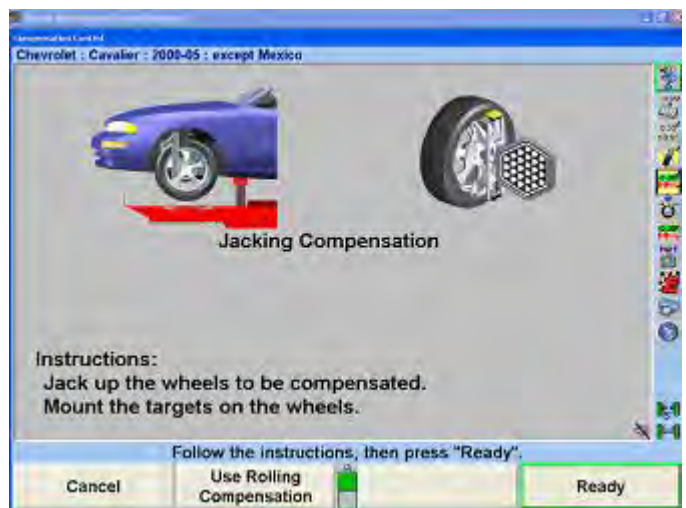 Chevrolet : Cavalier : 2000-05 : except Mexico
Jacking Compensation
Instructions:
Jack up the wheels to be compensated.
Mount the targets on the wheels.
Follow the instructions, then press "Ready".
Cancel
Use Rolling
Compensation
Ready